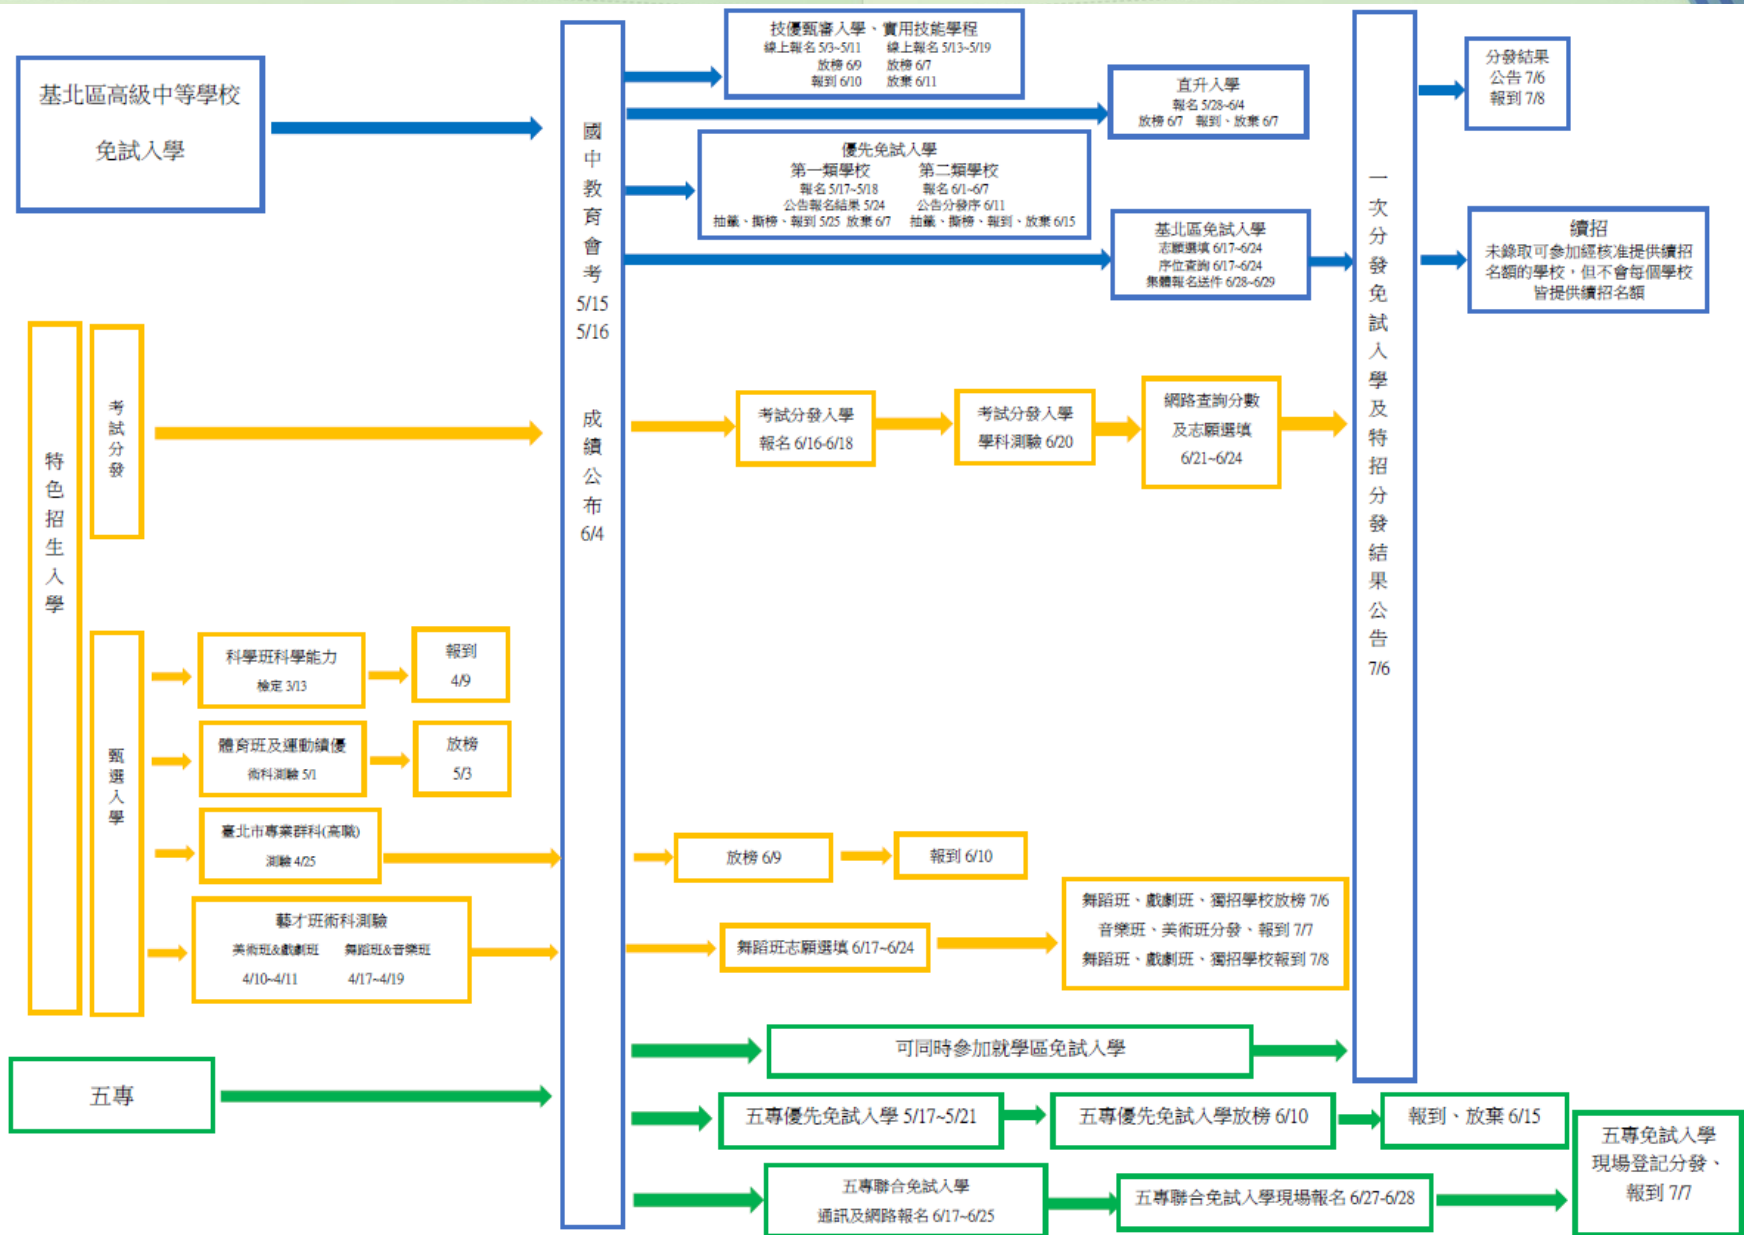 基北區高級中等學校
免試入學
國中教育會考
5/15
5/16
成績公布
6/4
技優甄審入學、實用技能學程
線上報名 5/3~5/11 線上報名 5/13~5/19
放榜 6/9 放榜 6/7
報到 6/10 放棄 6/11
直升入學
報名 5/28~6/4
放榜 6/7 報到、放棄 6/7
優先免試入學
第一類學校 第二類學校
報名 5/17~5/18 報名 6/1~6/7
公告報名結果 5/24 公告分發序 6/11
抽籤、撕榜、報到 5/25 放棄 6/7 抽籤、撕榜、報到、放棄 6/15
基北區免試入學
志願選填 6/17~6/24
序位查詢 6/17~6/24
集體報名送件 6/28~6/29
一次分發免試入學及特招分發結果公告
7/6
分發結果
公告 7/6
報到 7/8
續招
未錄取可參加經核准提供續招
名額的學校，但不會每個學校
皆提供續招名額
特色招生入學
考試分發
考試分發入學
報名 6/16-6/18
考試分發入學
學科測驗 6/20
網路查詢分數
及志願選填
6/21~6/24
甄選入學
科學班科學能力
檢定 3/13
報到
4/9
體育班及運動績優
術科測驗 5/1
放榜
5/3
臺北市專業群科(高職)
測驗 4/25
放榜 6/9
報到 6/10
藝才班術科測驗
美術班&戲劇班 舞蹈班&音樂班
4/10~4/11 4/17~4/19
舞蹈班志願選填 6/17~6/24
舞蹈班、戲劇班、獨招學校放榜 7/6
音樂班、美術班分發、報到 7/7
舞蹈班、戲劇班、獨招學校報到 7/8
五專
可同時參加就學區免試入學
五專優先免試入學 5/17~5/21
五專優先免試入學放榜 6/10
報到、放棄 6/15
五專聯合免試入學
通訊及網路報名 6/17~6/25
五專聯合免試入學現場報名 6/27-6/28
五專免試入學
現場登記分發、
報到 7/7